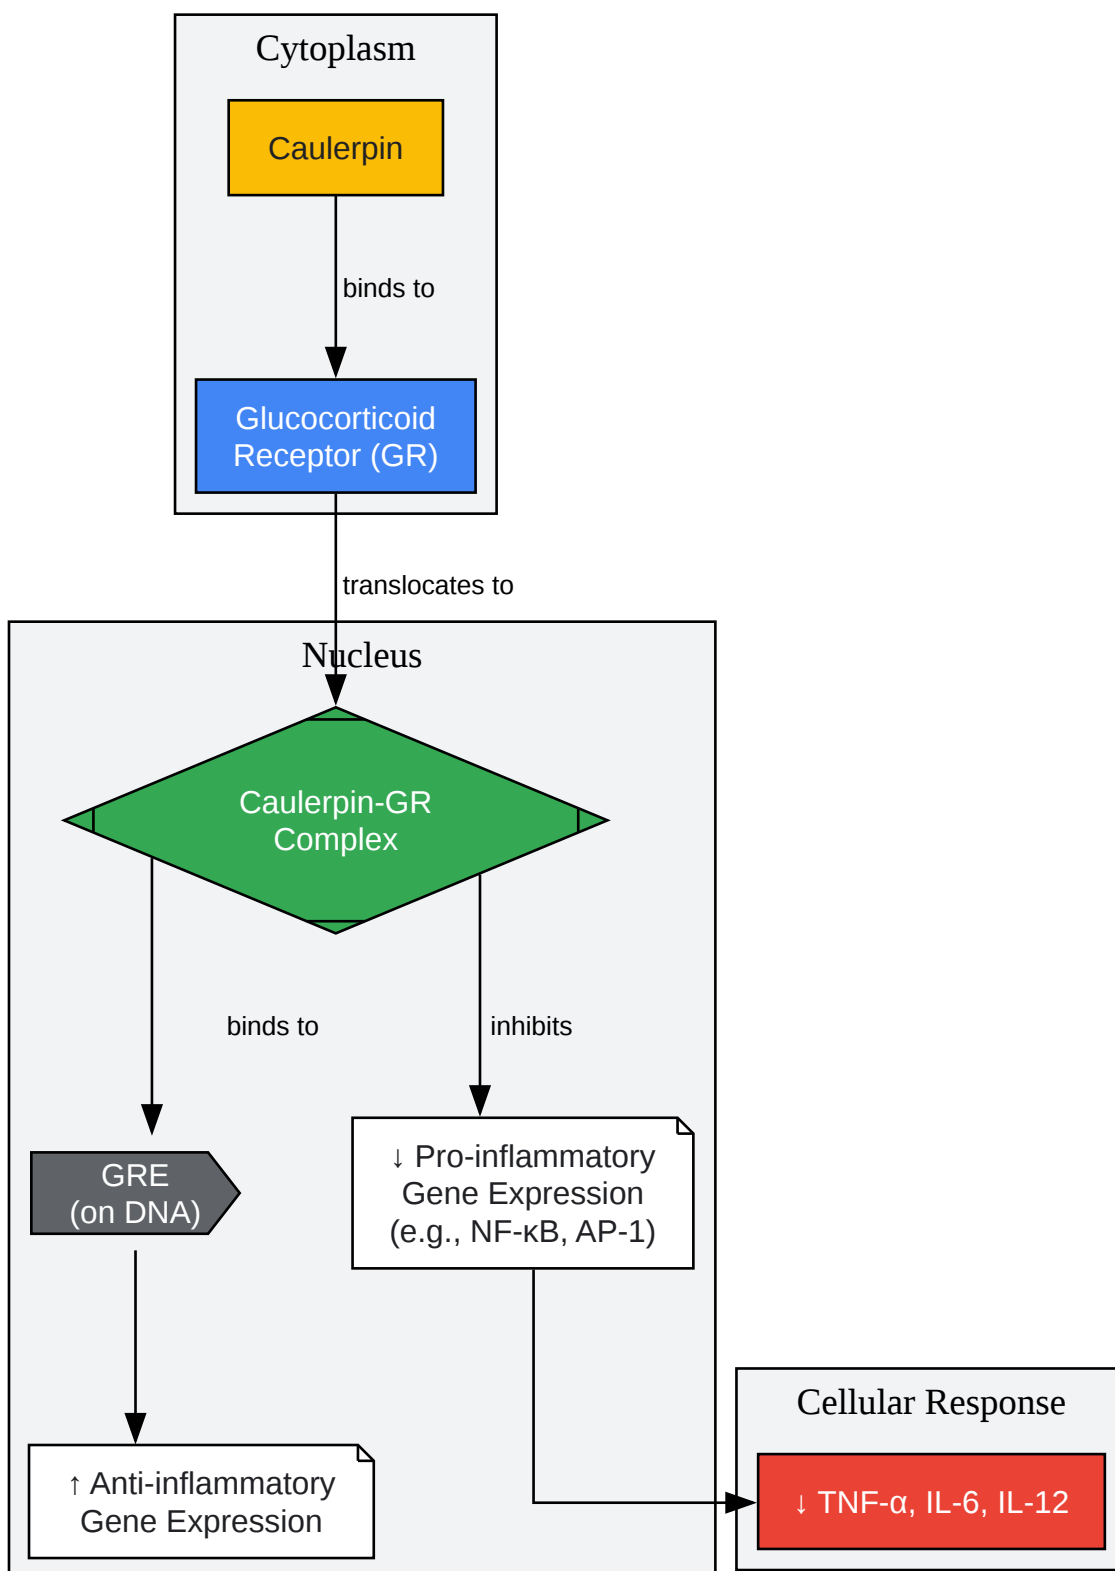 Cytoplasm
Caulerpin
binds to
Glucocorticoid
Receptor (GR)
translocates to
Nucleus
Caulerpin-GR
Complex
binds to
inhibits
GRE
(on DNA)
↓ Pro-inflammatory
Gene Expression
(e.g., NF-κB, AP-1)
↑ Anti-inflammatory
Gene Expression
Cellular Response
↓ TNF-α, IL-6, IL-12